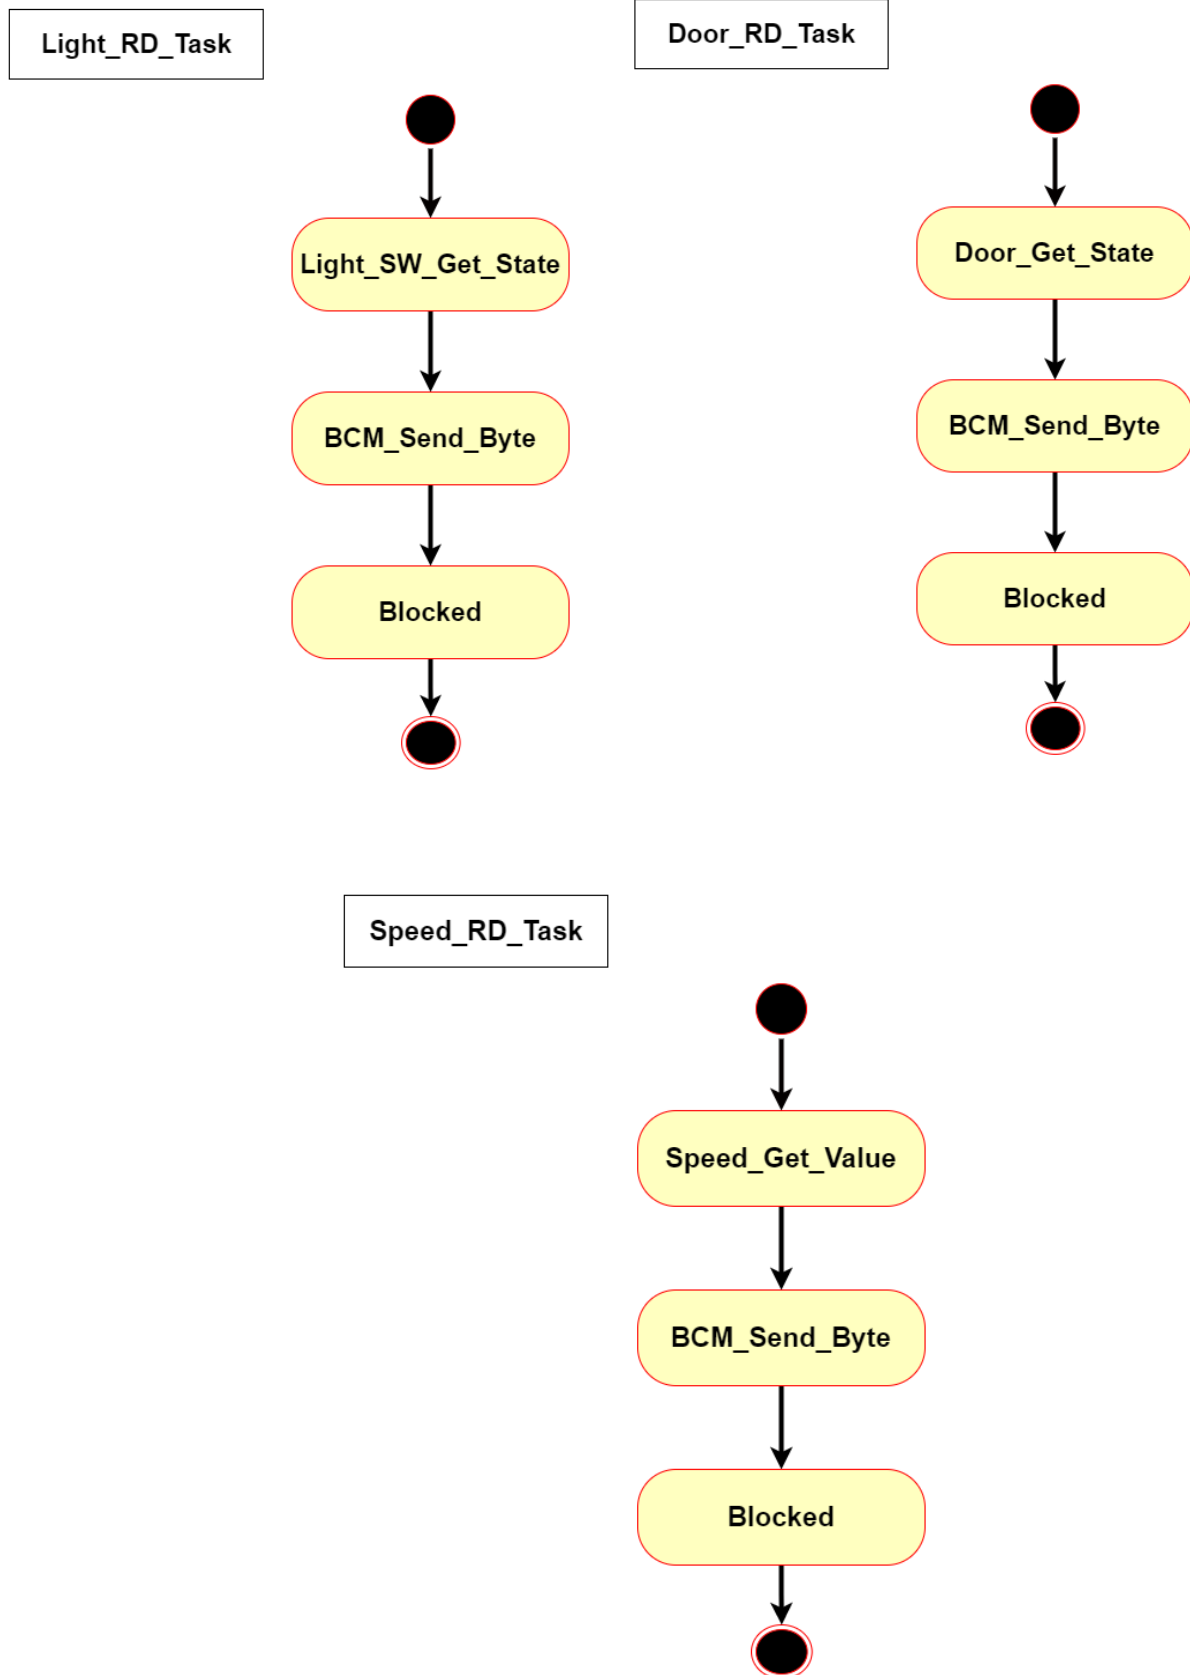 Light_RD_Task
Light_SW_Get_State
BCM_Send_Byte
Blocked
Door_RD_Task
Door_Get_State
BCM_Send_Byte
Blocked
Speed_RD_Task
Speed_Get_Value
BCM_Send_Byte
Blocked